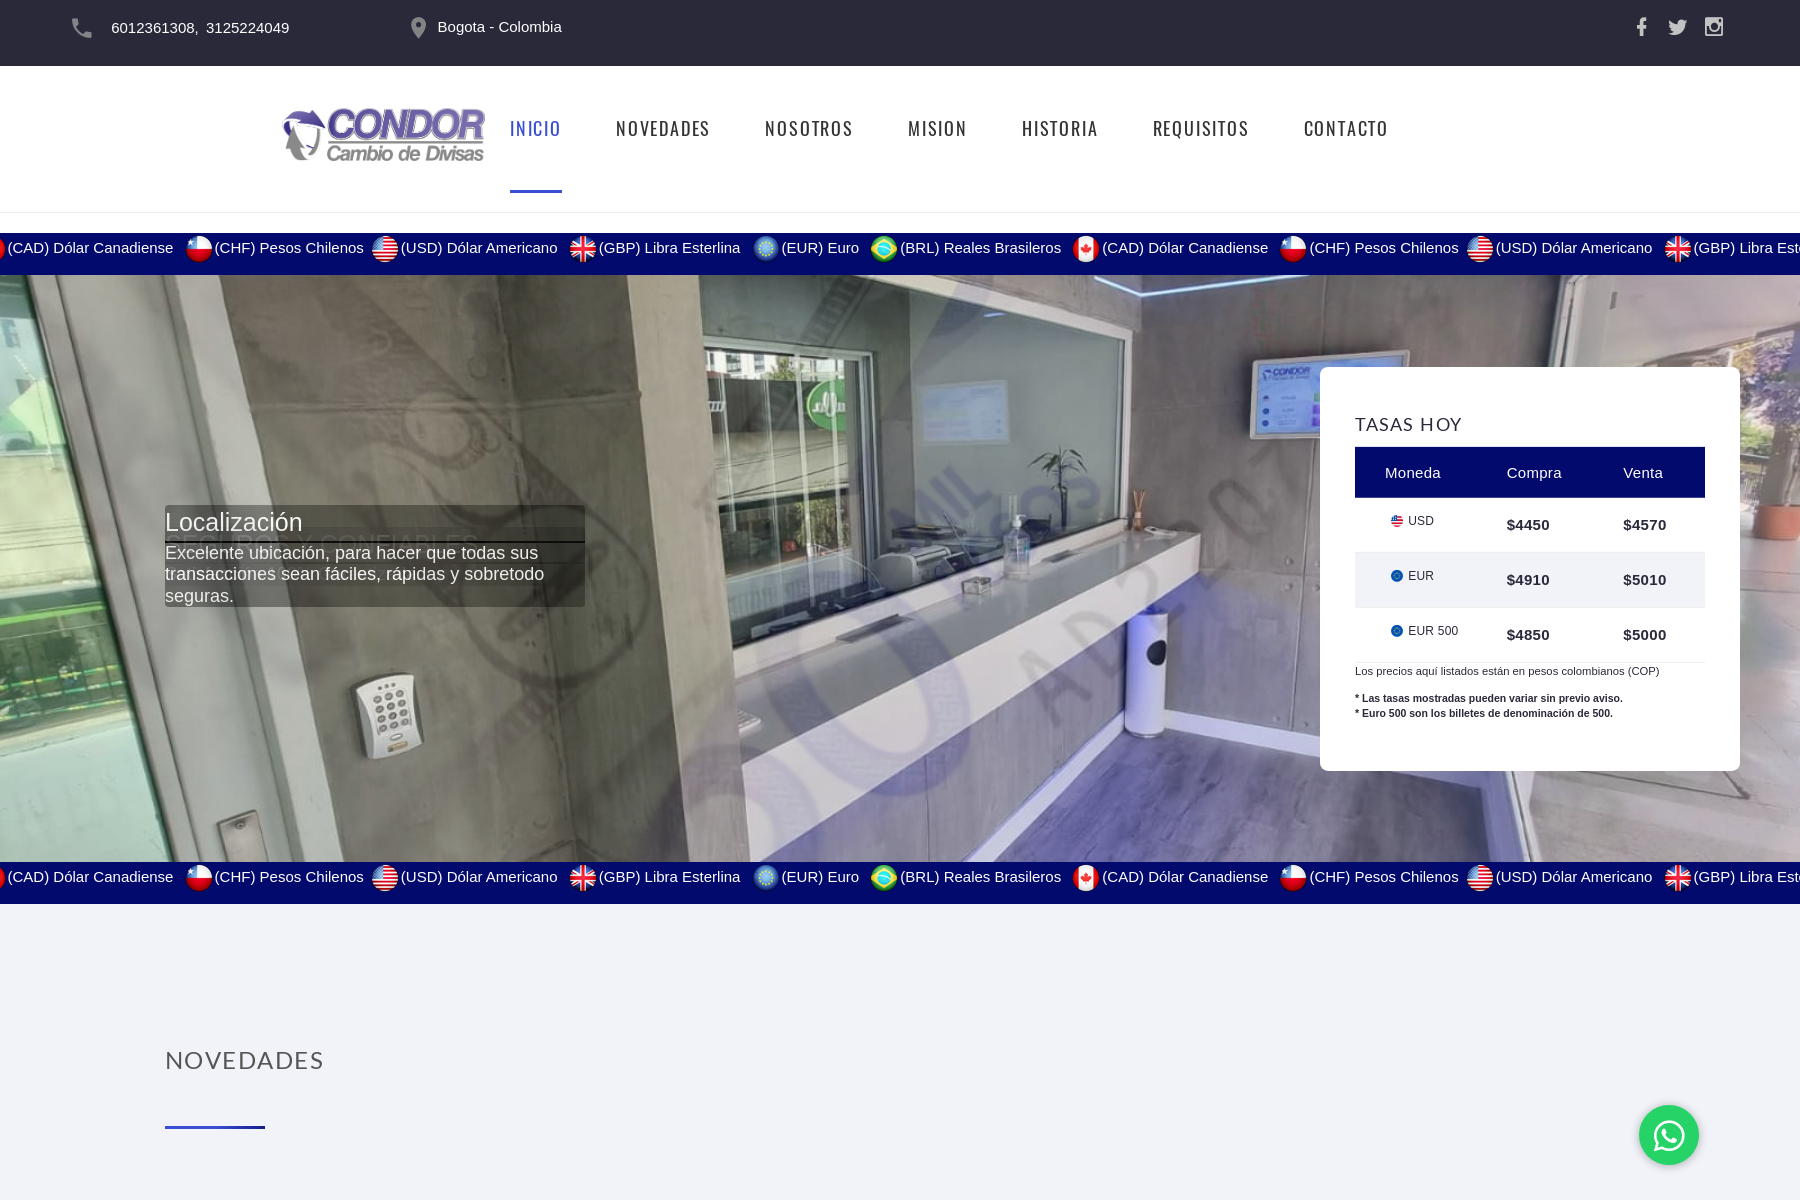 6012361308, 3125224049
Bogota - Colombia
CONDOR
Cambio de Divisas
INICIO
NOVEDADES
NOSOTROS
MISION
HISTORIA
REQUISITOS
CONTACTO
(CAD) Dólar Canadiense (CHF) Pesos Chilenos (USD) Dólar Americano (GBP) Libra Esterlina (EUR) Euro (BRL) Reales Brasileros (CAD) Dólar Canadiense (CHF) Pesos Chilenos (USD) Dólar Americano (GBP) Libra Este
CONDOR
Localización
Excelente ubicación, para hacer que todas sus
transacciones sean fáciles, rápidas y sobretodo
seguras.
TASAS HOY
Moneda Compra Venta
USD $4450 $4570
EUR $4910 $5010
EUR 500 $4850 $5000
Los precios aquí listados están en pesos colombianos (COP)
* Las tasas mostradas pueden variar sin previo aviso.
* Euro 500 son los billetes de denominación de 500.
(CAD) Dólar Canadiense (CHF) Pesos Chilenos (USD) Dólar Americano (GBP) Libra Esterlina (EUR) Euro (BRL) Reales Brasileros (CAD) Dólar Canadiense (CHF) Pesos Chilenos (USD) Dólar Americano (GBP) Libra Este
NOVEDADES